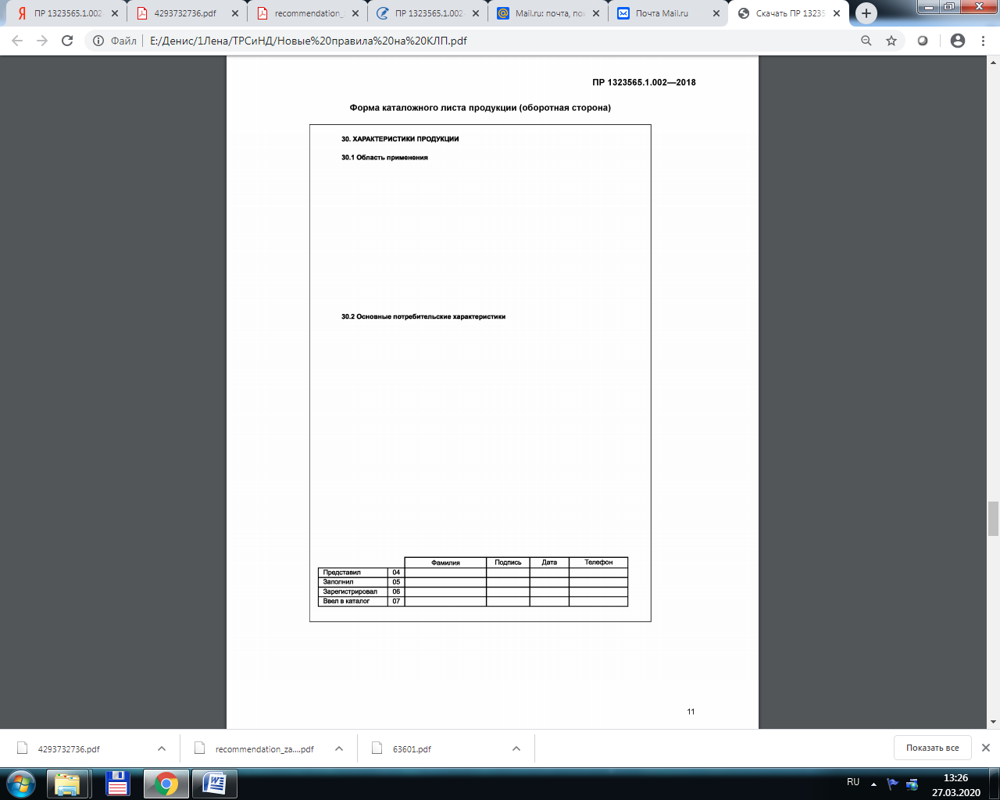 ПР 1323565.1.002-
4293732736.pdf
recommendation_
ПР 1323565.1.002-
Mail.ru: почта, по
Почта Mail.ru
Скачать ПР 1323
Файл
E:/Денис/1Лена/ТРСиНД/Новые%20правила%20на%20КЛП.pdf
ПР 1323565.1.002—2018
Форма каталожного листа продукции (оборотная сторона)
30. ХАРАКТЕРИСТИКИ ПРОДУКЦИИ
30.1 Область применения
30.2 Основные потребительские характеристики
Фамилия Подпись Дата Телефон
Представил 04
Заполнил 05
Зарегистрировал 06
Ввел в каталог 07
11
4293732736.pdf
recommendation_za....pdf
63601.pdf
Показать все
RU
13:26
27.03.2020